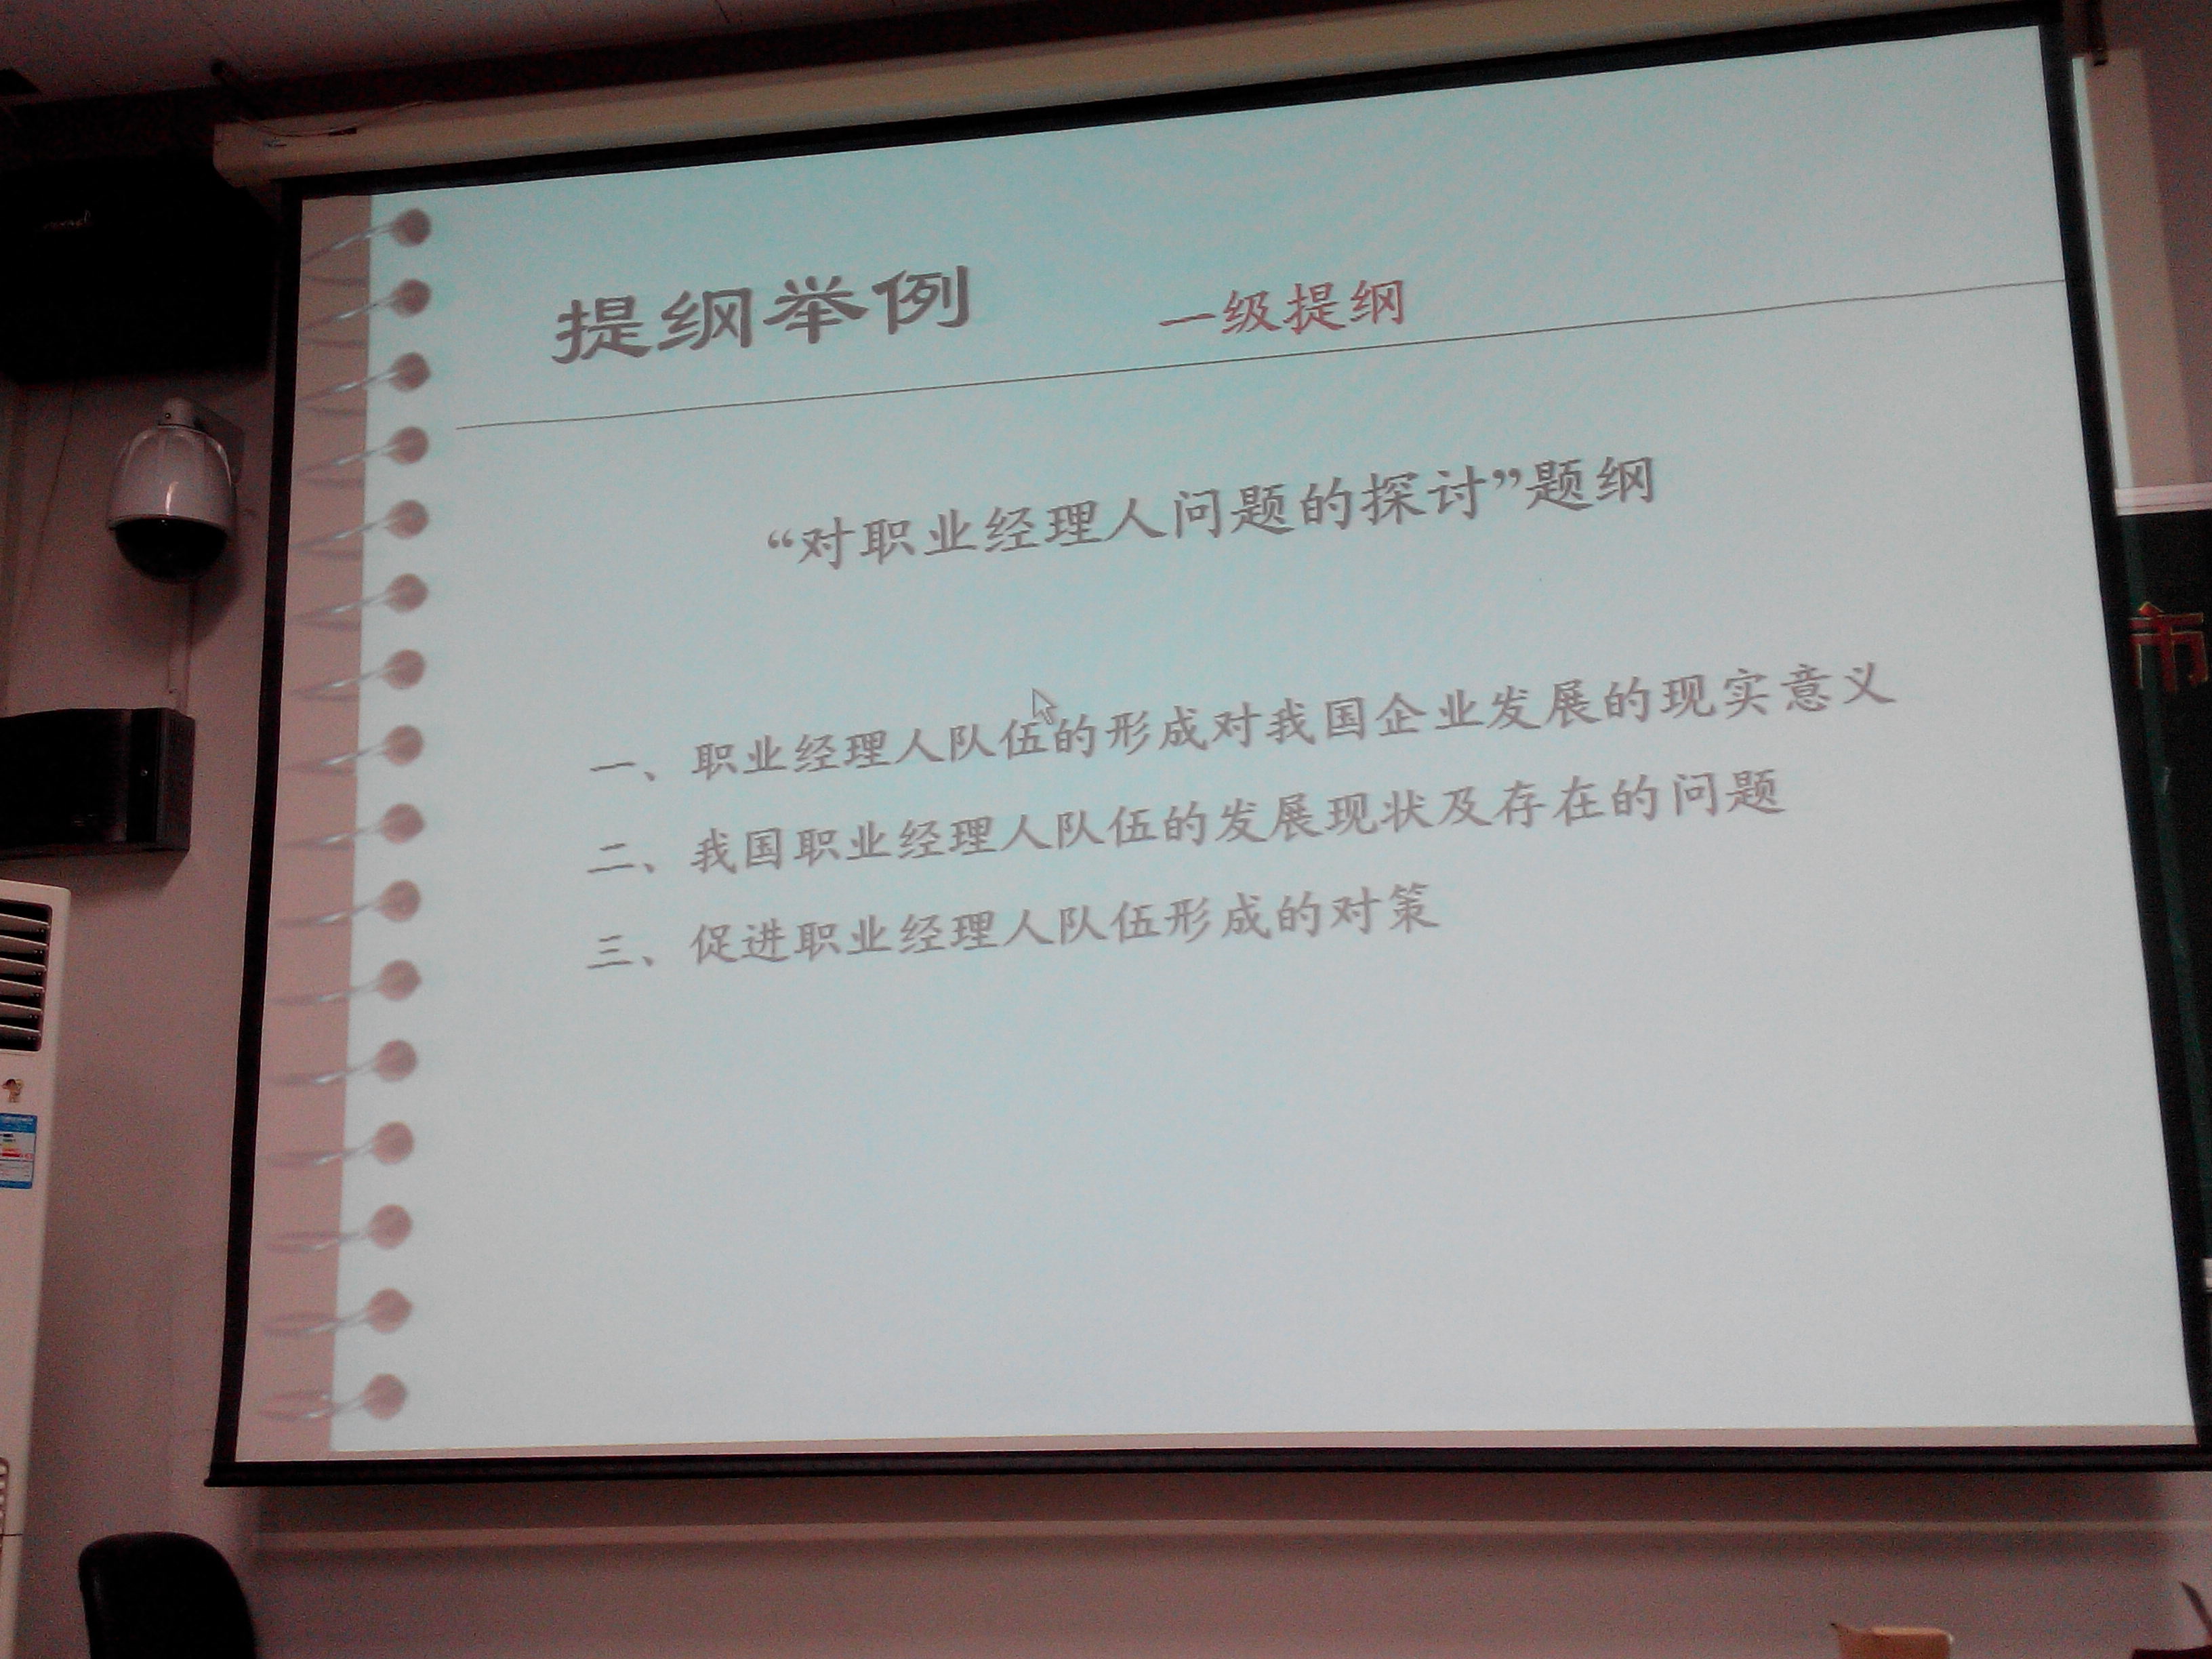 提纲举例 一级提纲
“对职业经理人问题的探讨”题纲
一、职业经理人队伍的形成对我国企业发展的现实意义
二、我国职业经理人队伍的发展现状及存在的问题
三、促进职业经理人队伍形成的对策
市